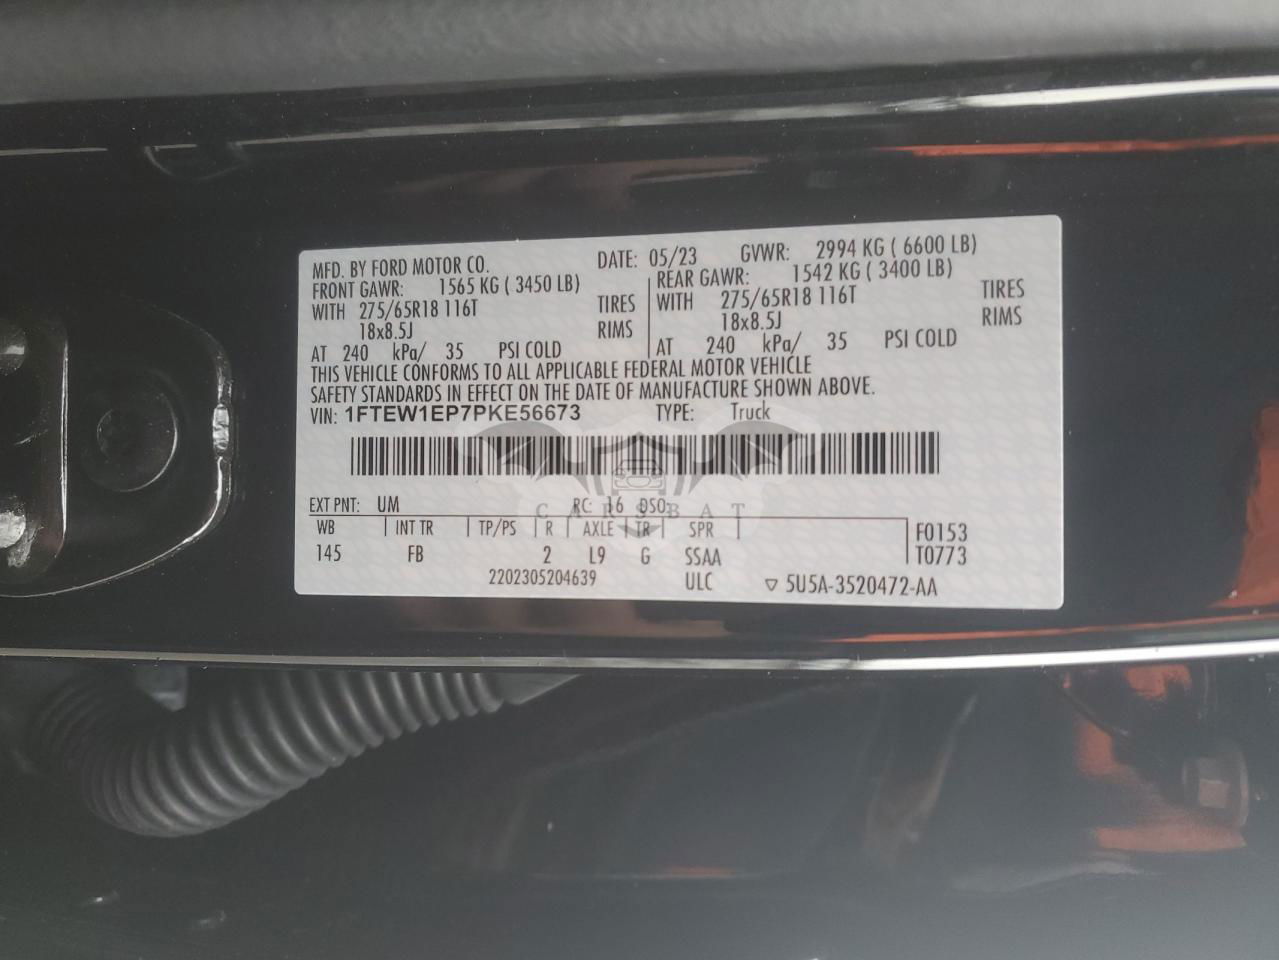 MFD. BY FORD MOTOR CO. DATE: 05/23 GVWR: 2994 KG ( 6600 LB)
FRONT GAWR: 1565 KG ( 3450 LB) REAR GAWR: 1542 KG ( 3400 LB)
WITH 275/65R18 116T TIRES WITH 275/65R18 116T TIRES
18x8.5J RIMS 18x8.5J RIMS
AT 240 kPa/ 35 PSI COLD AT 240 kPa/ 35 PSI COLD
THIS VEHICLE CONFORMS TO ALL APPLICABLE FEDERAL MOTOR VEHICLE
SAFETY STANDARDS IN EFFECT ON THE DATE OF MANUFACTURE SHOWN ABOVE.
VIN: 1FTEW1EP7PKE56673 TYPE: Truck
EXT PNT: UM RC: 16 DSO:
CARSBAT
WB INT TR TP/PS R AXLE TR SPR F0153
145 FB 2 L9 G SSAA T0773
2202305204639 ULC ▽ 5U5A-3520472-AA